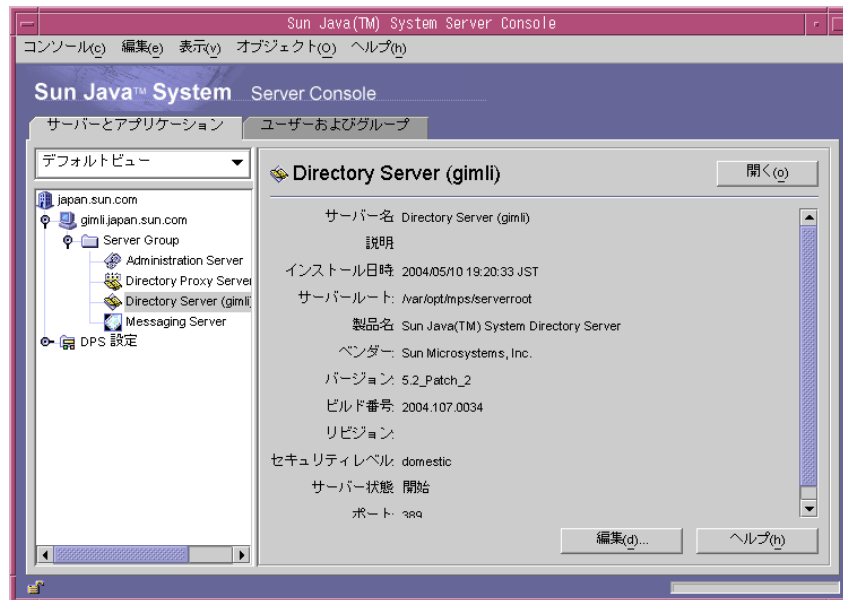 Sun Java(TM) System Server Console
コンソール(c) 編集(e) 表示(v) オブジェクト(o) ヘルプ(h)
Sun Java™ System Server Console
サーバーとアプリケーション ユーザーおよびグループ
デフォルトビュー
japan.sun.com
gimli.japan.sun.com
Server Group
Administration Server
Directory Proxy Server
Directory Server (gimli)
Messaging Server
DPS 設定
Directory Server (gimli)
開く(o)
サーバー名 Directory Server (gimli)
説明
インストール日時 2004/05/10 19:20:33 JST
サーバールート: /var/opt/mps/serverroot
製品名 Sun Java(TM) System Directory Server
ベンダー: Sun Microsystems, Inc.
バージョン: 5.2_Patch_2
ビルド番号: 2004.107.0034
リビジョン:
セキュリティレベル: domestic
サーバー状態 開始
ポート: 389
編集(d)... ヘルプ(h)